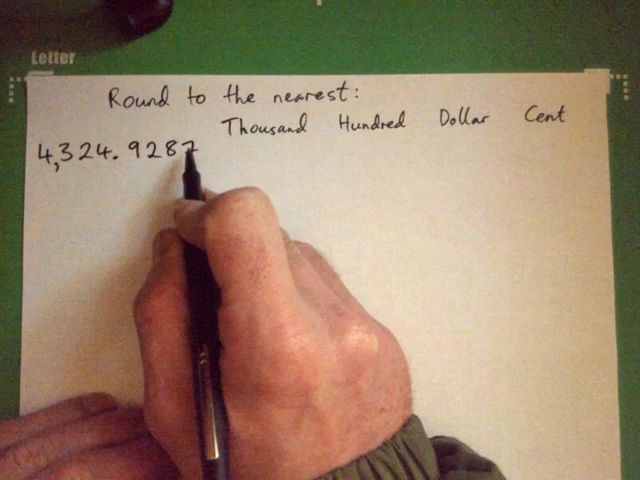 Letter
Round to the nearest:
Thousand Hundred Dollar Cent
4,324.9287